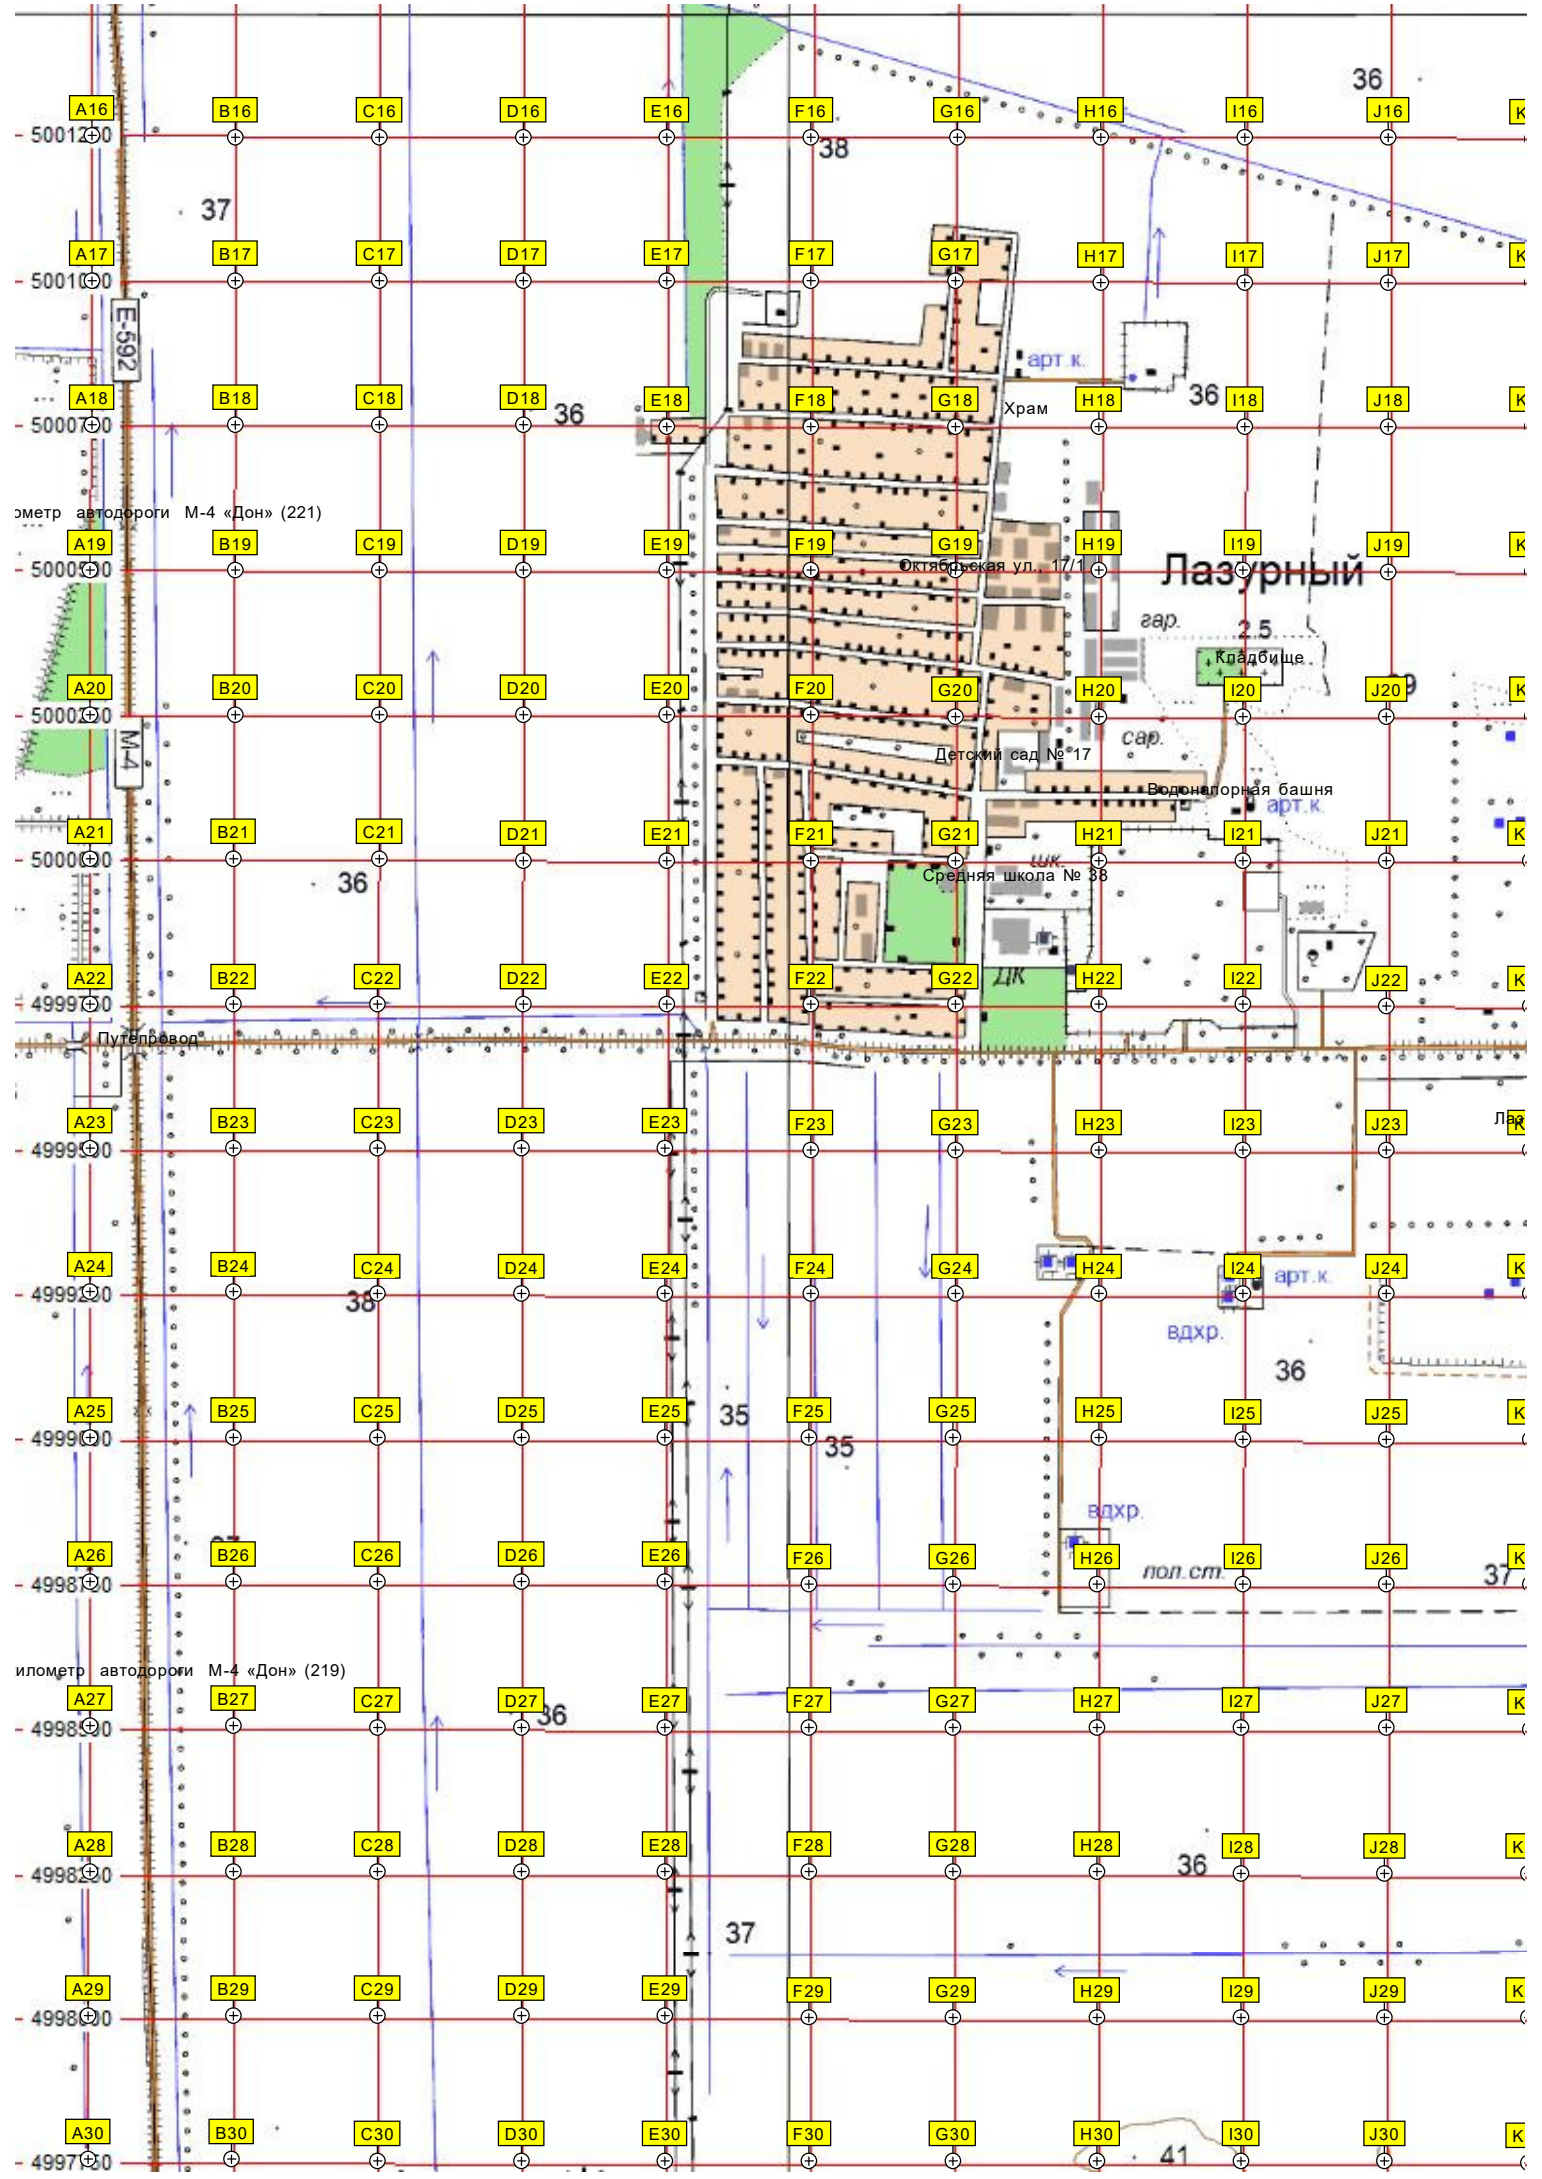 36
A16 B16 C16 D16 E16 F16 G16 H16 I16 J16 K
38
37
A17 B17 C17 D17 E17 F17 G17 H17 I17 J17 K
E-592
арт.к.
36
A18 B18 C18 D18 E18 F18 G18 H18 I18 J18 K
36
Храм
ометр автодороги М-4 «Дон» (221)
A19 B19 C19 D19 E19 F19 G19 H19 I19 J19 K
Октябрьская ул., 17/1
Лазурный
гар.
2.5
Кладбище
A20 B20 C20 D20 E20 F20 G20 H20 I20 J20 K
М-4
сар.
Детский сад № 17
Водонапорная башня
арт.к.
A21 B21 C21 D21 E21 F21 G21 H21 I21 J21 K
шк.
Средняя школа № 38
36
A22 B22 C22 D22 E22 F22 G22 H22 I22 J22 K
ДК
Путепровод
A23 B23 C23 D23 E23 F23 G23 H23 I23 J23 K
Лаз
A24 B24 C24 D24 E24 F24 G24 H24 I24 J24 K
арт.к.
38
вдхр.
36
A25 B25 C25 D25 E25 F25 G25 H25 I25 J25 K
35
35
вдхр.
A26 B26 C26 D26 E26 F26 G26 H26 I26 J26 K
пол.ст.
37
илометр автодороги М-4 «Дон» (219)
A27 B27 C27 D27 E27 F27 G27 H27 I27 J27 K
36
A28 B28 C28 D28 E28 F28 G28 H28 I28 J28 K
36
37
A29 B29 C29 D29 E29 F29 G29 H29 I29 J29 K
A30 B30 C30 D30 E30 F30 G30 H30 I30 J30 K
41